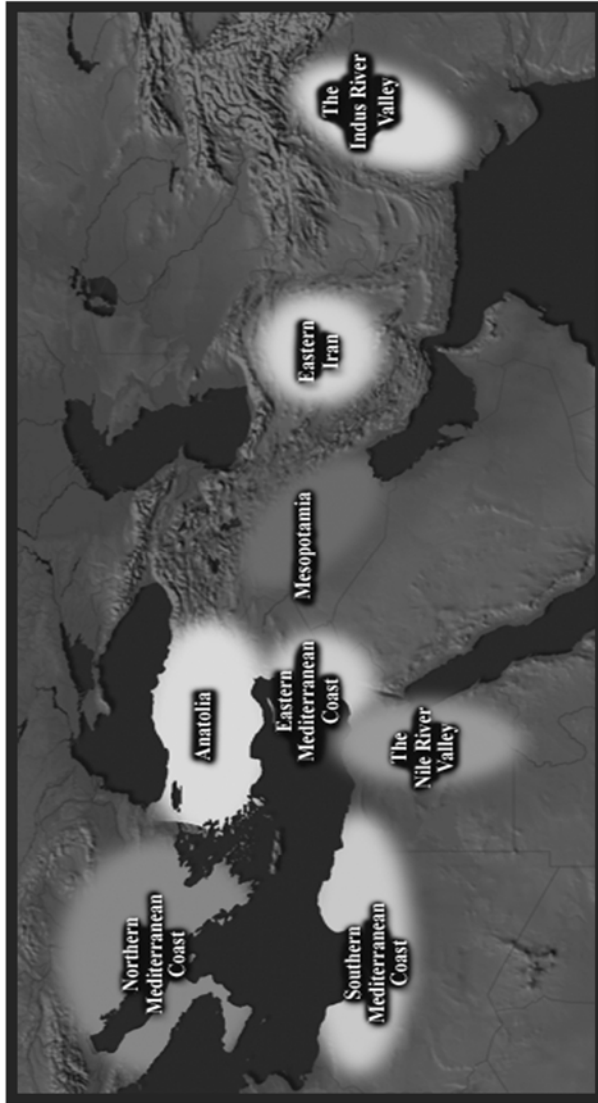 Northern
Mediterranean
Coast
Anatolia
Eastern
Mediterranean
Coast
Mesopotamia
Eastern
Iran
The
Indus River
Valley
Southern
Mediterranean
Coast
The
Nile River
Valley